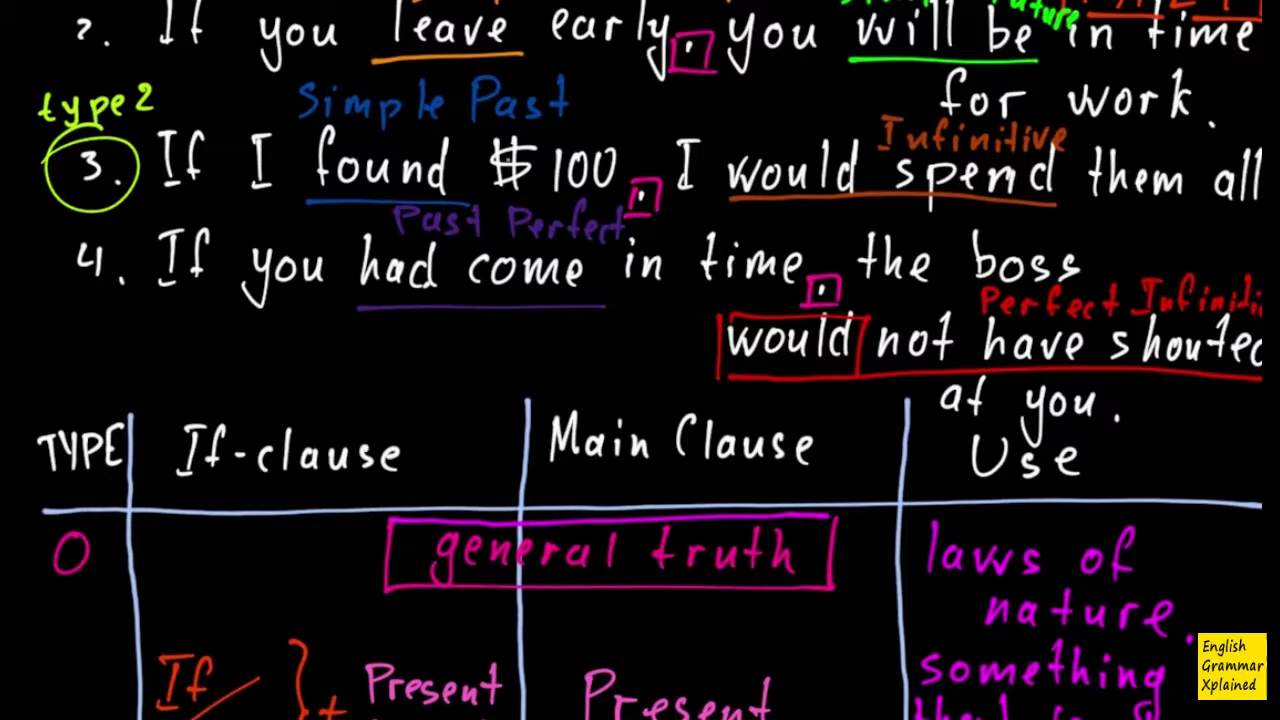 2. If you leave early, you will be in time
for work.
type 2
Simple Past
Infinitive
3. If I found $100, I would spend them all
Past Perfect
4. If you had come in time, the boss
Perfect Infiniti
would not have shouted
at you.
TYPE If-clause Main Clause Use
0 general truth laws of
nature.
If } + Present Present something
English
Grammar
Xplained